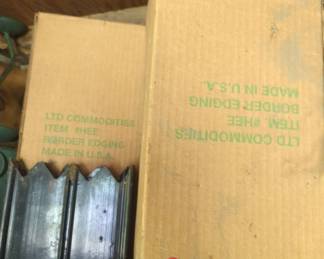 LTD COMMODITIES
ITEM #HEE
BORDER EDGING
MADE IN U.S.A.
LTD COMMODITIES
ITEM #HEE
BORDER EDGING
MADE IN U.S.A.